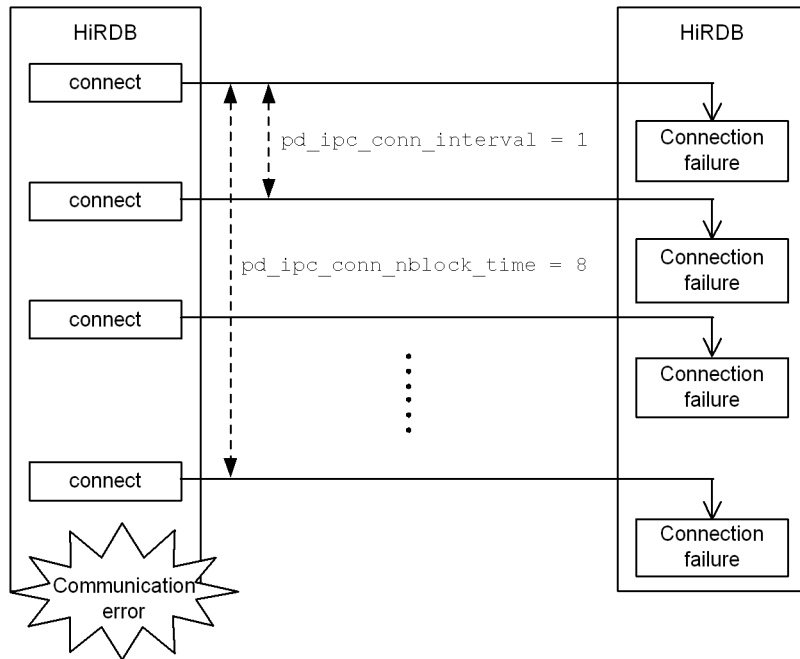 HiRDB
HiRDB
connect
pd_ipc_conn_interval = 1
Connection
failure
connect
pd_ipc_conn_nblock_time = 8
Connection
failure
connect
Connection
failure
connect
Connection
failure
Communication
error